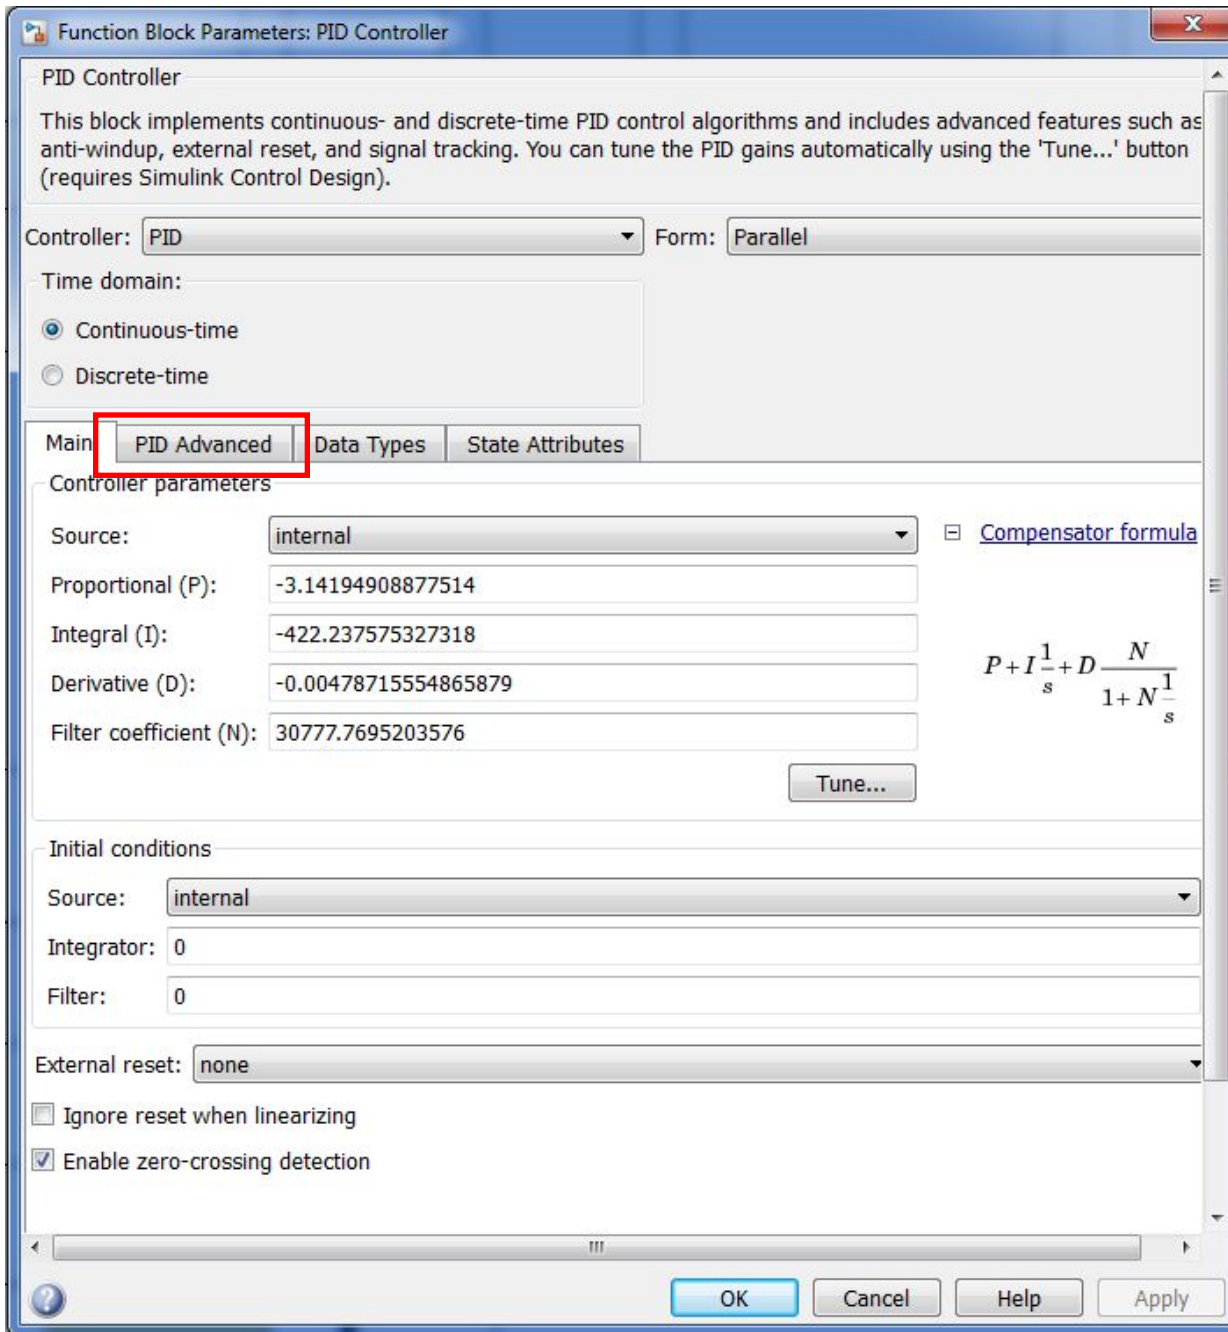 Function Block Parameters: PID Controller
PID Controller
This block implements continuous- and discrete-time PID control algorithms and includes advanced features such as
anti-windup, external reset, and signal tracking. You can tune the PID gains automatically using the 'Tune...' button
(requires Simulink Control Design).
Controller: PID Form: Parallel
Time domain:
Continuous-time
Discrete-time
Main PID Advanced Data Types State Attributes
Controller parameters
Source: internal Compensator formula
Proportional (P): -3.14194908877514
Integral (I): -422.237575327318
Derivative (D): -0.00478715554865879
Filter coefficient (N): 30777.7695203576
P + I 1/s + D N/(1 + N 1/s)
Tune...
Initial conditions
Source: internal
Integrator: 0
Filter: 0
External reset: none
Ignore reset when linearizing
Enable zero-crossing detection
OK Cancel Help Apply